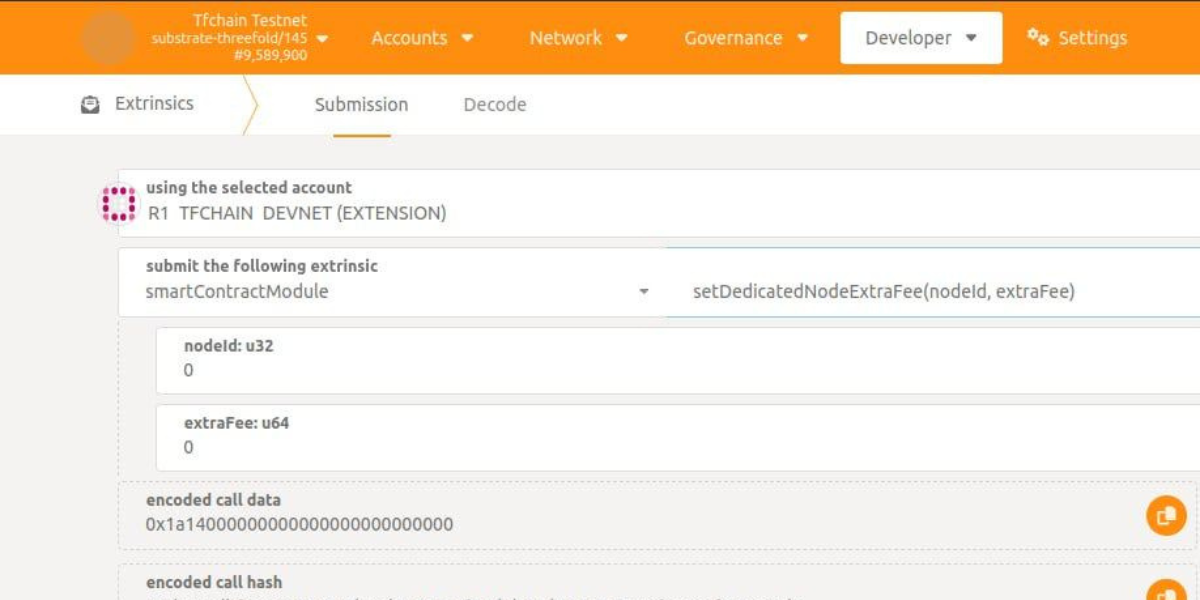 Tfchain Testnet
substrate-threefold/145
#9,589,900
Accounts
Network
Governance
Developer
Settings
Extrinsics
Submission
Decode
using the selected account
R1 TFCHAIN DEVNET (EXTENSION)
submit the following extrinsic
smartContractModule
setDedicatedNodeExtraFee(nodeId, extraFee)
nodeId: u32
0
extraFee: u64
0
encoded call data
0x1a14000000000000000000000000
encoded call hash